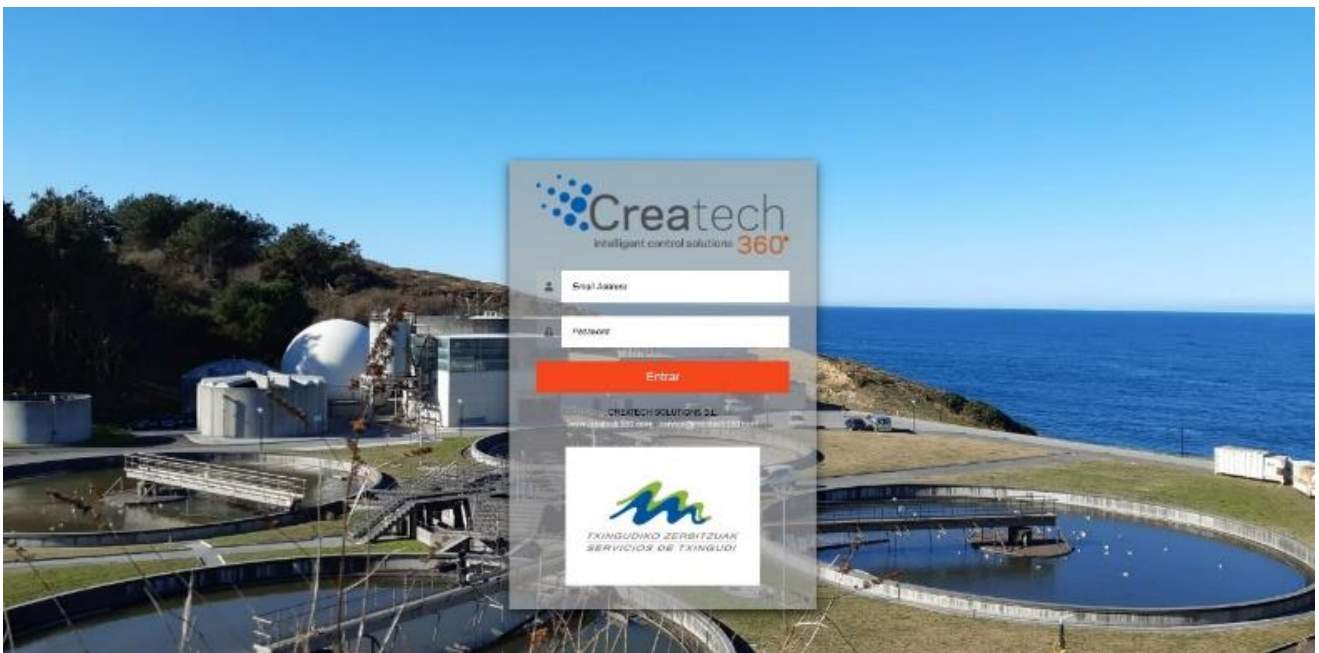 Createch
intelligent control solutions 360°
Email Address
Password
Entrar
CREATECH SOLUTIONS S.L.
TXINGUDIKO ZERBITZUAK
SERVICIOS DE TXINGUDI